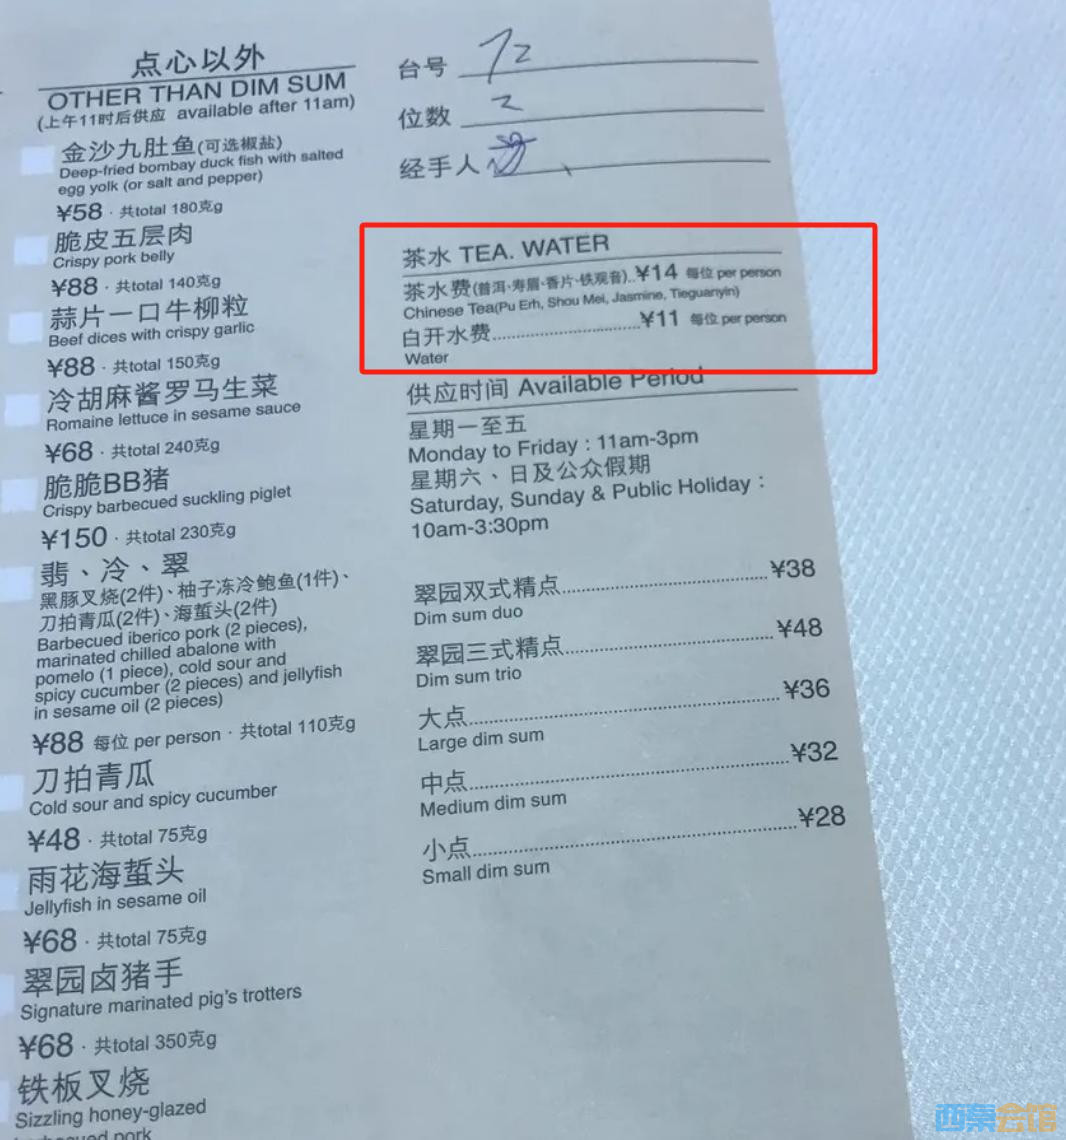 点心以外
OTHER THAN DIM SUM
(上午11时后供应 available after 11am)
金沙九肚鱼(可选椒盐)
Deep-fried bombay duck fish with salted
egg yolk (or salt and pepper)
¥58 · 共total 180克g
脆皮五层肉
Crispy pork belly
¥88 · 共total 140克g
蒜片一口牛柳粒
Beef dices with crispy garlic
¥88 · 共total 150克g
冷胡麻酱罗马生菜
Romaine lettuce in sesame sauce
¥68 · 共total 240克g
脆脆BB猪
Crispy barbecued suckling piglet
¥150 · 共total 230克g
翡、冷、翠
黑豚叉烧(2件)、柚子冻冷鲍鱼(1件)、
刀拍青瓜(2件)、海蜇头(2件)
Barbecued iberico pork (2 pieces),
marinated chilled abalone with
pomelo (1 piece), cold sour and
spicy cucumber (2 pieces) and jellyfish
in sesame oil (2 pieces)
¥88 每位 per person · 共total 110克g
刀拍青瓜
Cold sour and spicy cucumber
¥48 · 共total 75克g
雨花海蜇头
Jellyfish in sesame oil
¥68 · 共total 75克g
翠园卤猪手
Signature marinated pig's trotters
¥68 · 共total 350克g
铁板叉烧
Sizzling honey-glazed
barbecued pork
台号 72
位数 2
经手人
茶水 TEA. WATER
茶水费(普洱、寿眉、香片、铁观音)..¥14 每位 per person
Chinese Tea(Pu Erh, Shou Mei, Jasmine, Tieguanyin)
白开水费..............................¥11 每位 per person
Water
供应时间 Available Period
星期一至五
Monday to Friday : 11am-3pm
星期六、日及公众假期
Saturday, Sunday & Public Holiday :
10am-3:30pm
翠园双式精点..............................¥38
Dim sum duo
翠园三式精点..............................¥48
Dim sum trio
大点..............................¥36
Large dim sum
中点..............................¥32
Medium dim sum
小点..............................¥28
Small dim sum
西集会馆